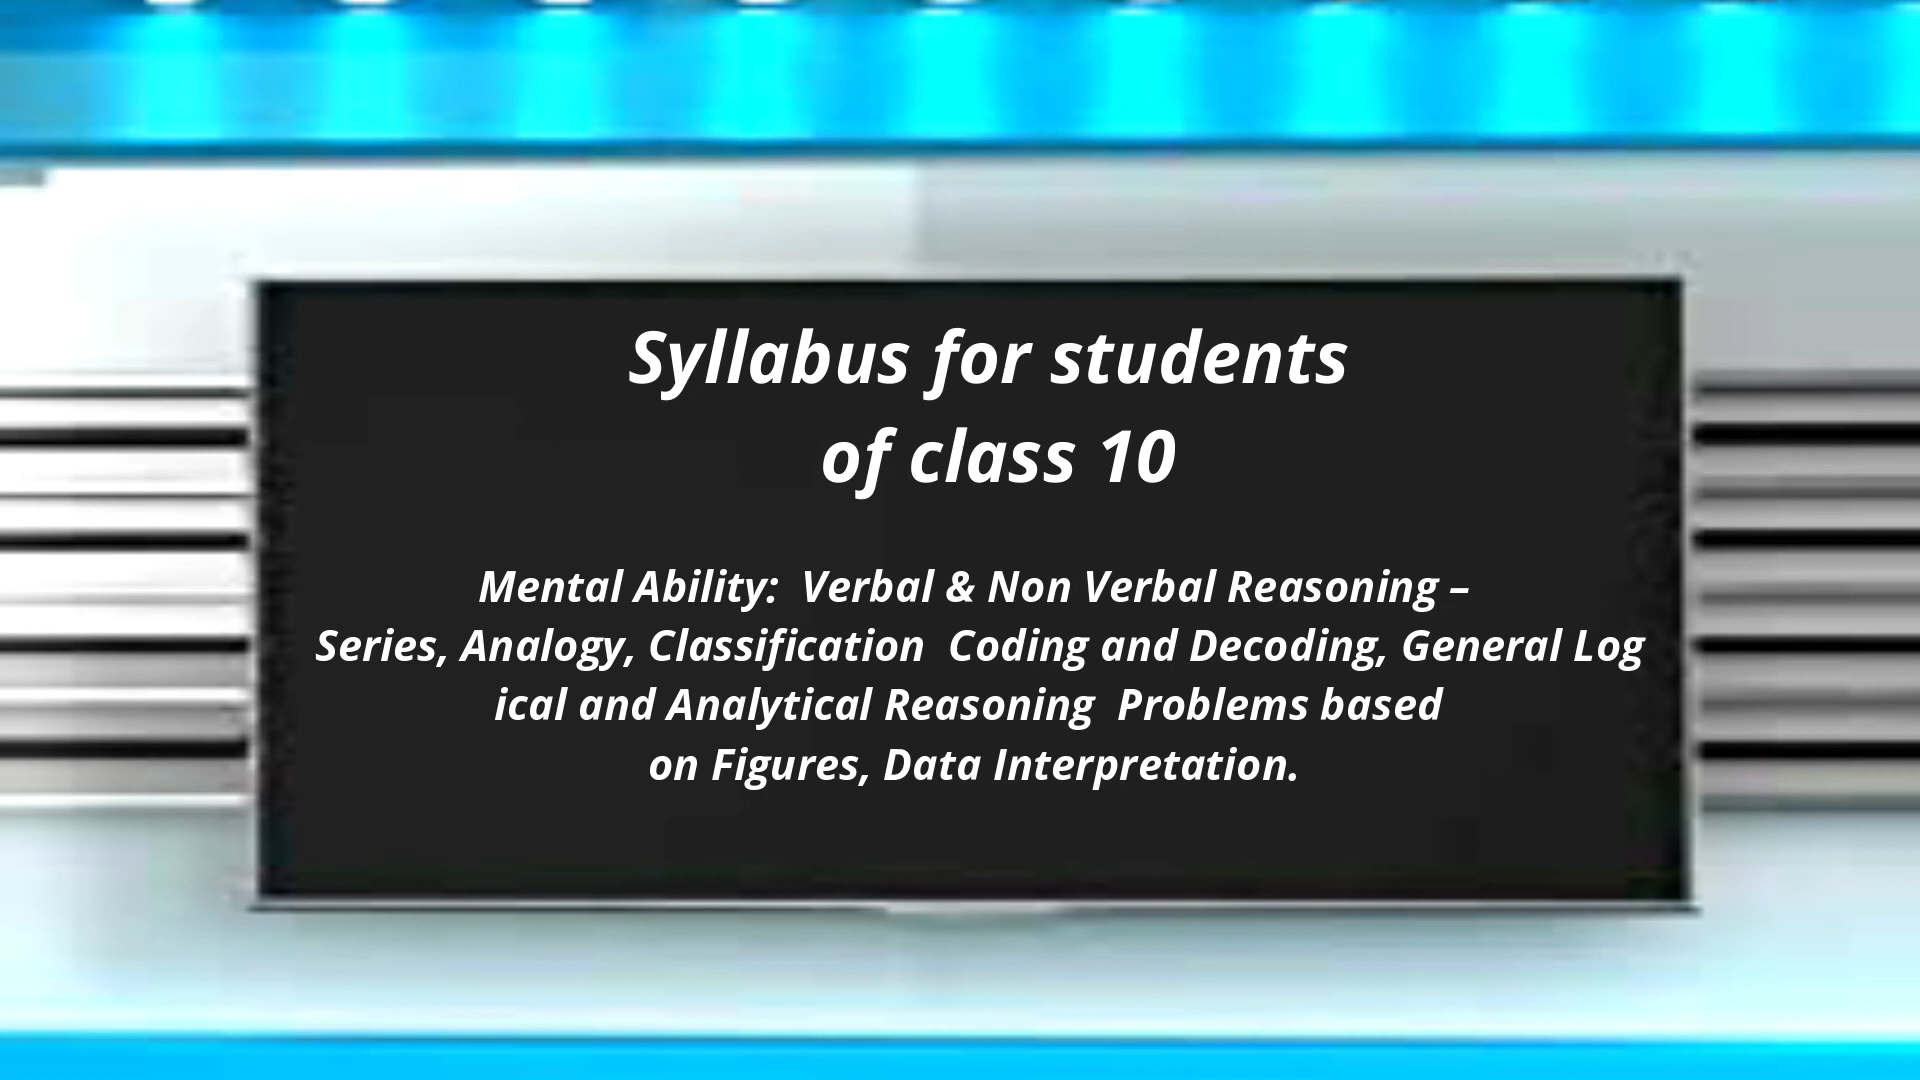 Syllabus for students
of class 10
Mental Ability:  Verbal & Non Verbal Reasoning –
Series, Analogy, Classification  Coding and Decoding, General Log
ical and Analytical Reasoning  Problems based
on Figures, Data Interpretation.